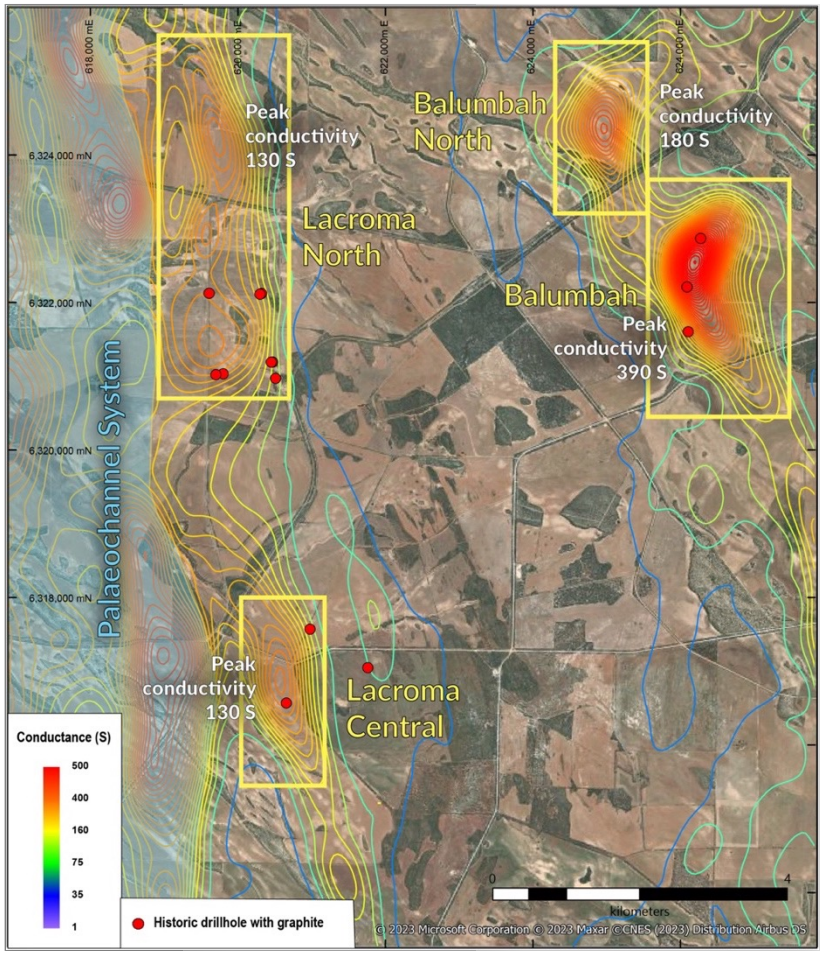 618,000 mE
620,000 mE
622,000 m E
624,000 mE
624,000 mE
Peak
conductivity
130 S
Balumbah
North
Peak
conductivity
180 S
6,324,000 mN
Lacroma
North
6,322,000 mN
Balumbah
Peak
conductivity
390 S
Palaeochannel System
6,320,000 mN
6,318,000 mN
Peak
conductivity
130 S
Lacroma
Central
Conductance (S)
500
400
160
75
35
1
Historic drillhole with graphite
0
4
kilometers
© 2023 Microsoft Corporation © 2023 Maxar ©CNES (2023) Distribution Airbus DS